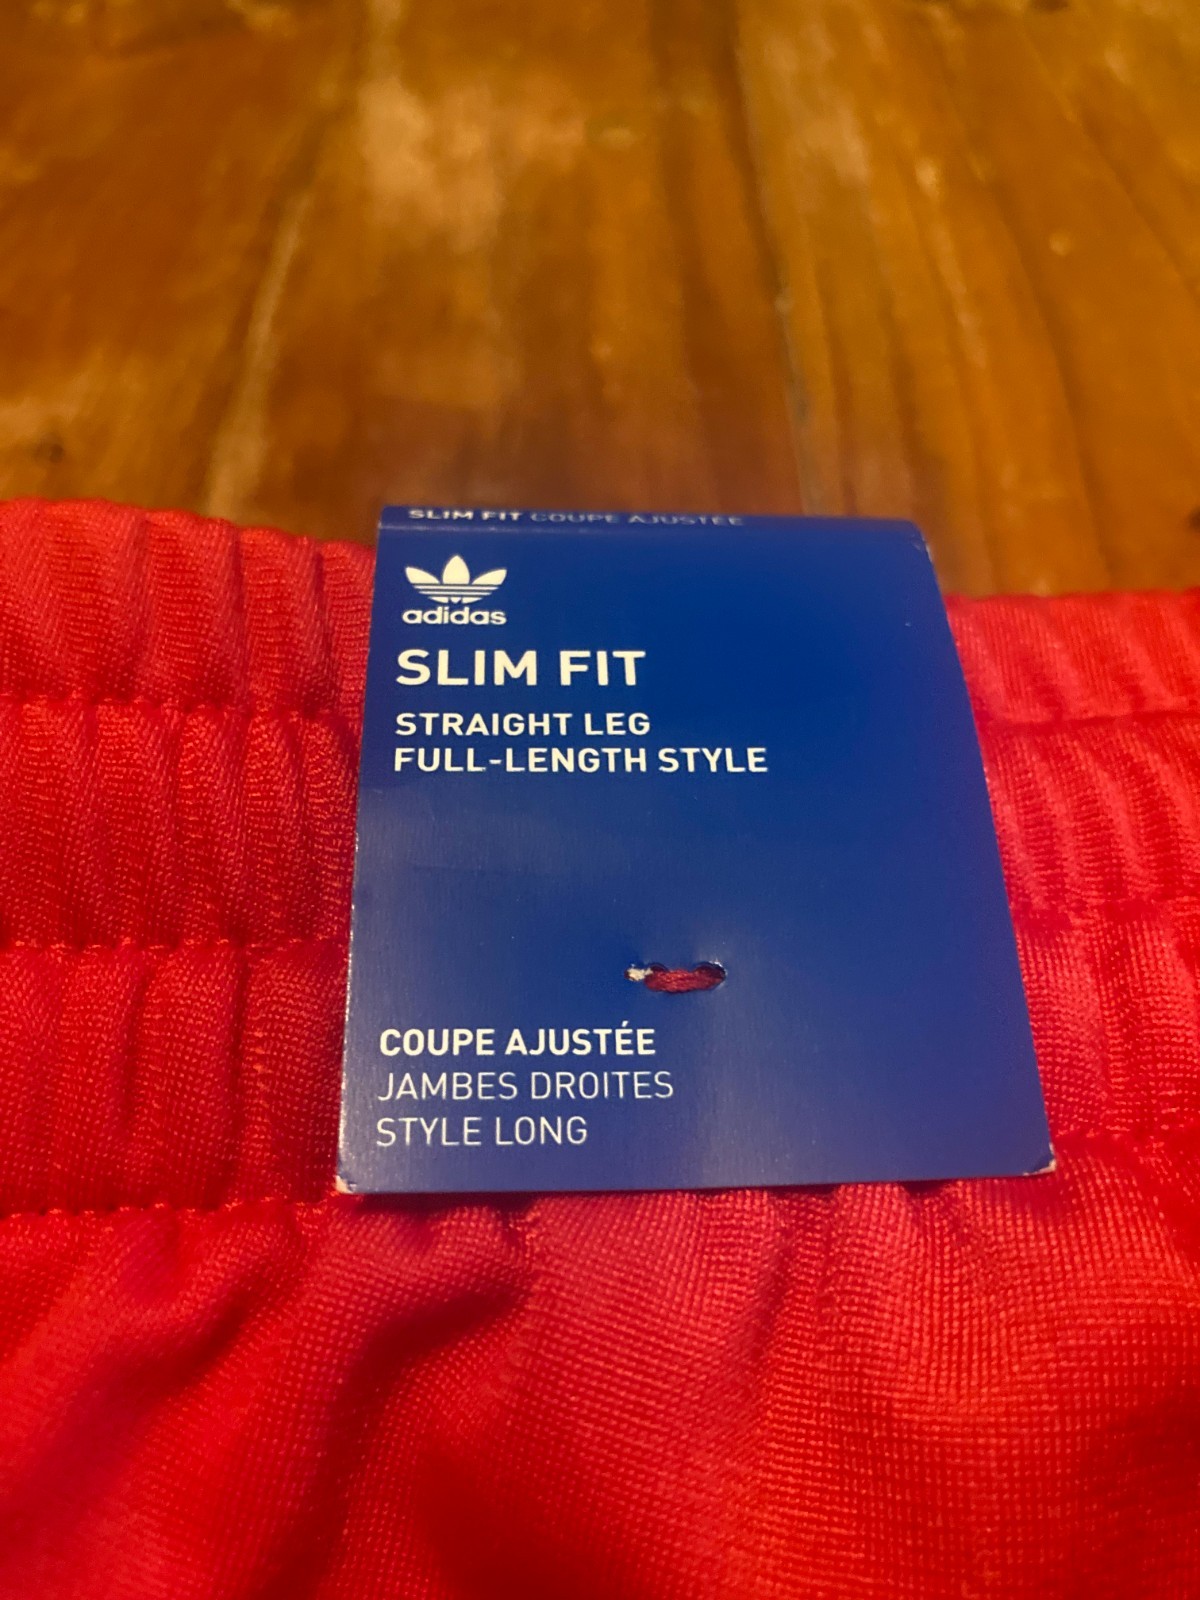 SLIM FIT COUPE AJUSTÉE
adidas
SLIM FIT
STRAIGHT LEG
FULL-LENGTH STYLE
COUPE AJUSTÉE
JAMBES DROITES
STYLE LONG